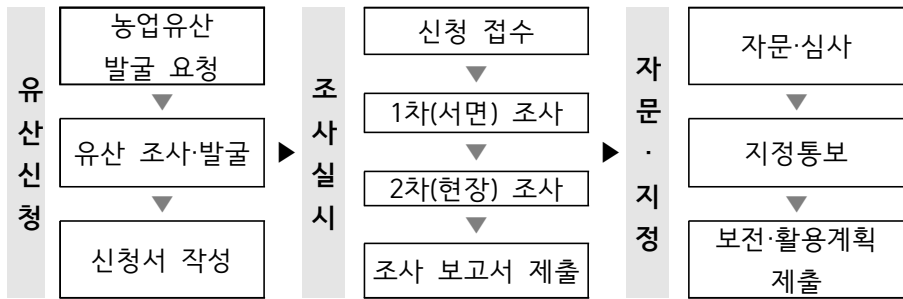 유산신청
농업유산
발굴 요청
유산 조사·발굴
신청서 작성
조사실시
신청 접수
1차(서면) 조사
2차(현장) 조사
조사 보고서 제출
자문·지정
자문·심사
지정통보
보전·활용계획
제출